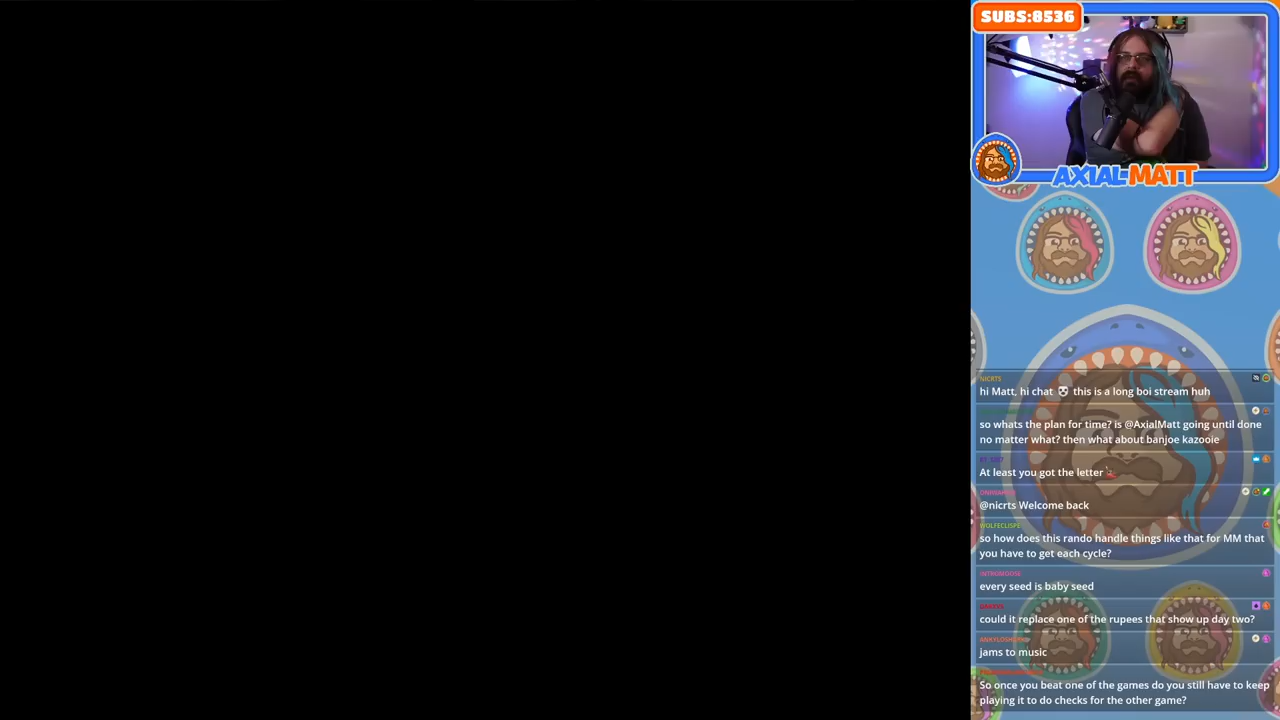 SUBS:8536
AXIALMATT
NICRTS
hi Matt, hi chat this is a long boi stream huh
so whats the plan for time? is @AxialMatt going until done
no matter what? then what about banjoe kazooie
At least you got the letter
@nicrts Welcome back
WOLFECLISPE
so how does this rando handle things like that for MM that
you have to get each cycle?
INTRUMOOSE
every seed is baby seed
could it replace one of the rupees that show up day two?
jams to music
So once you beat one of the games do you still have to keep
playing it to do checks for the other game?